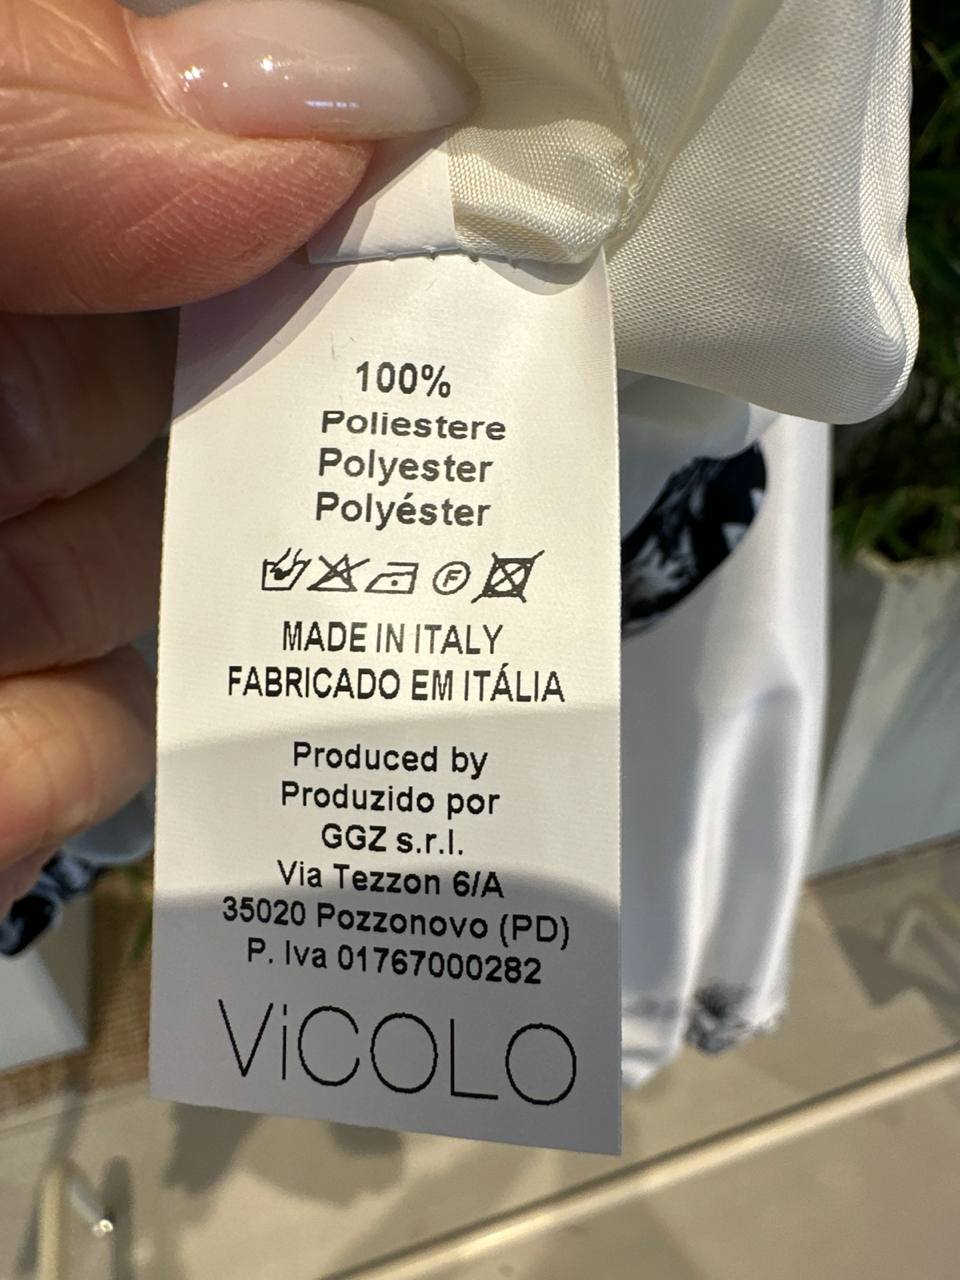 100%
Poliestere
Polyester
Polyéster
F
MADE IN ITALY
FABRICADO EM ITÁLIA
Produced by
Produzido por
GGZ s.r.l.
Via Tezzon 6/A
35020 Pozzonovo (PD)
P. Iva 01767000282
ViCOLO